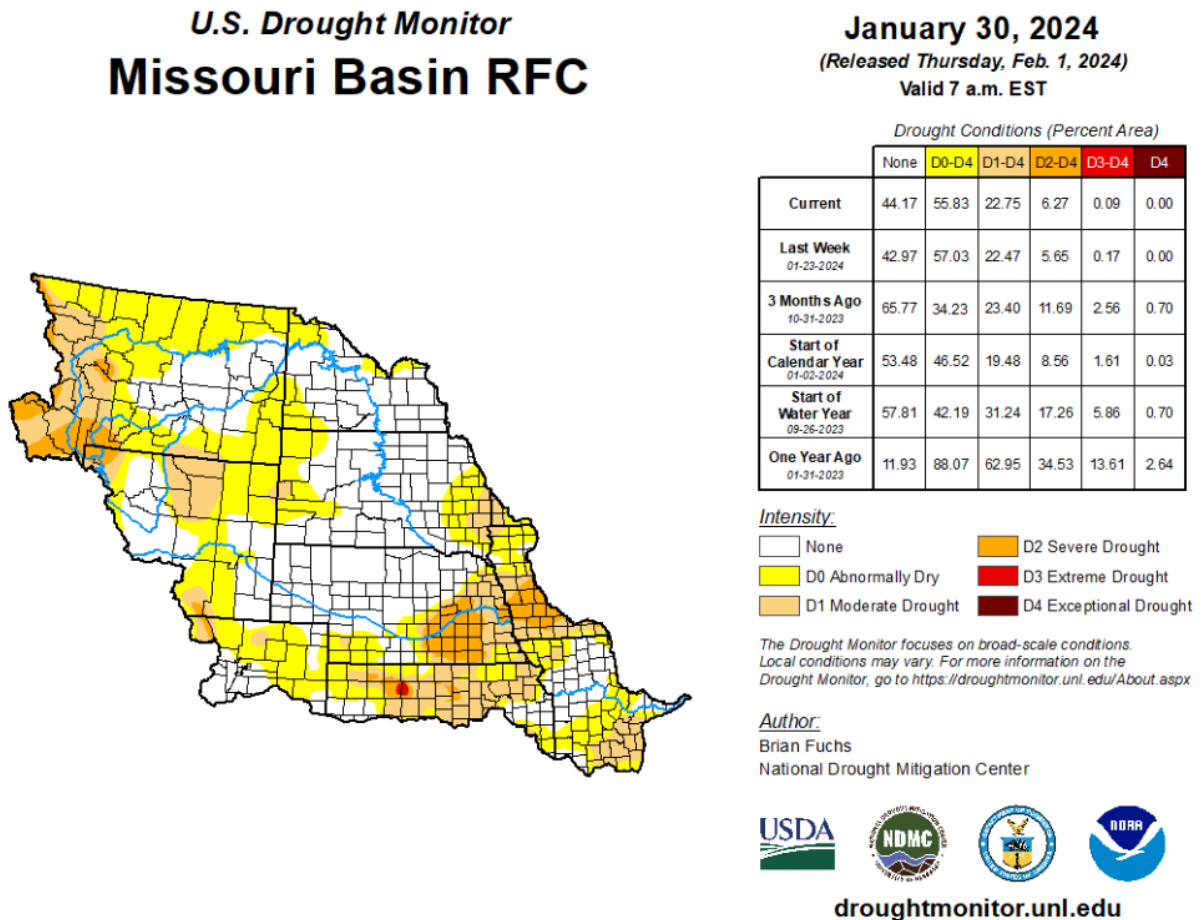 U.S. Drought Monitor
Missouri Basin RFC
January 30, 2024
(Released Thursday, Feb. 1, 2024)
Valid 7 a.m. EST
Drought Conditions (Percent Area)
None D0-D4 D1-D4 D2-D4 D3-D4 D4
Current 44.17 55.83 22.75 6.27 0.09 0.00
Last Week
01-23-2024
42.97 57.03 22.47 5.65 0.17 0.00
3 Months Ago
10-31-2023
65.77 34.23 23.40 11.69 2.56 0.70
Start of
Calendar Year
01-02-2024
53.48 46.52 19.48 8.56 1.61 0.03
Start of
Water Year
09-26-2023
57.81 42.19 31.24 17.26 5.86 0.70
One Year Ago
01-31-2023
11.93 88.07 62.95 34.53 13.61 2.64
Intensity:
None
D0 Abnormally Dry
D1 Moderate Drought
D2 Severe Drought
D3 Extreme Drought
D4 Exceptional Drought
The Drought Monitor focuses on broad-scale conditions.
Local conditions may vary. For more information on the
Drought Monitor, go to https://droughtmonitor.unl.edu/About.aspx
Author:
Brian Fuchs
National Drought Mitigation Center
USDA
NDMC
NOAA
droughtmonitor.unl.edu